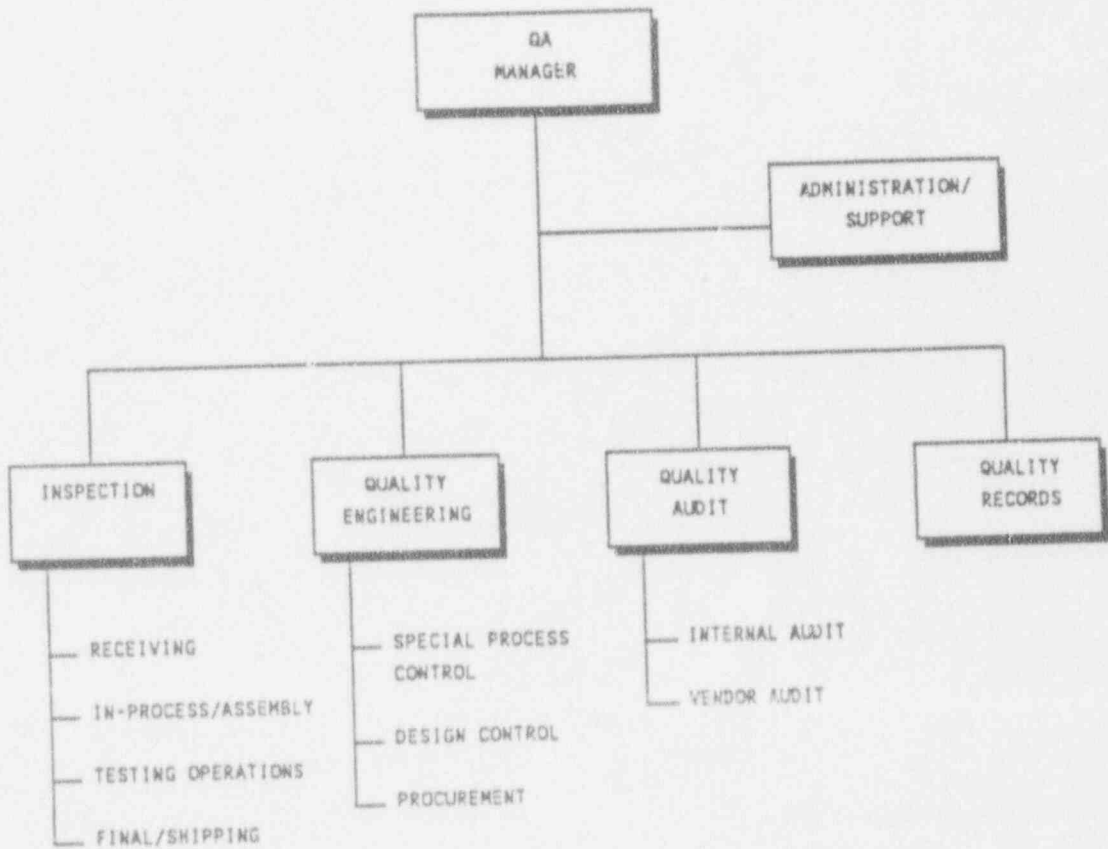 QA
MANAGER
ADMINISTRATION/
SUPPORT
INSPECTION
QUALITY
ENGINEERING
QUALITY
AUDIT
QUALITY
RECORDS
RECEIVING
IN-PROCESS/ASSEMBLY
TESTING OPERATIONS
FINAL/SHIPPING
SPECIAL PROCESS
CONTROL
DESIGN CONTROL
PROCUREMENT
INTERNAL AUDIT
VENDOR AUDIT